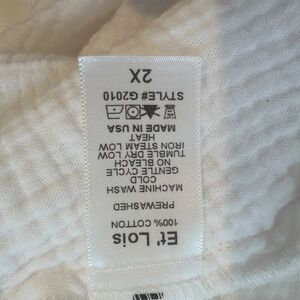 Et' Lois
100% COTTON
PREWASHED
MACHINE WASH
COLD
GENTLE CYCLE
NO BLEACH
TUMBLE DRY LOW
IRON STEAM LOW
HEAT
MADE IN USA
STYLE# G2010
2X